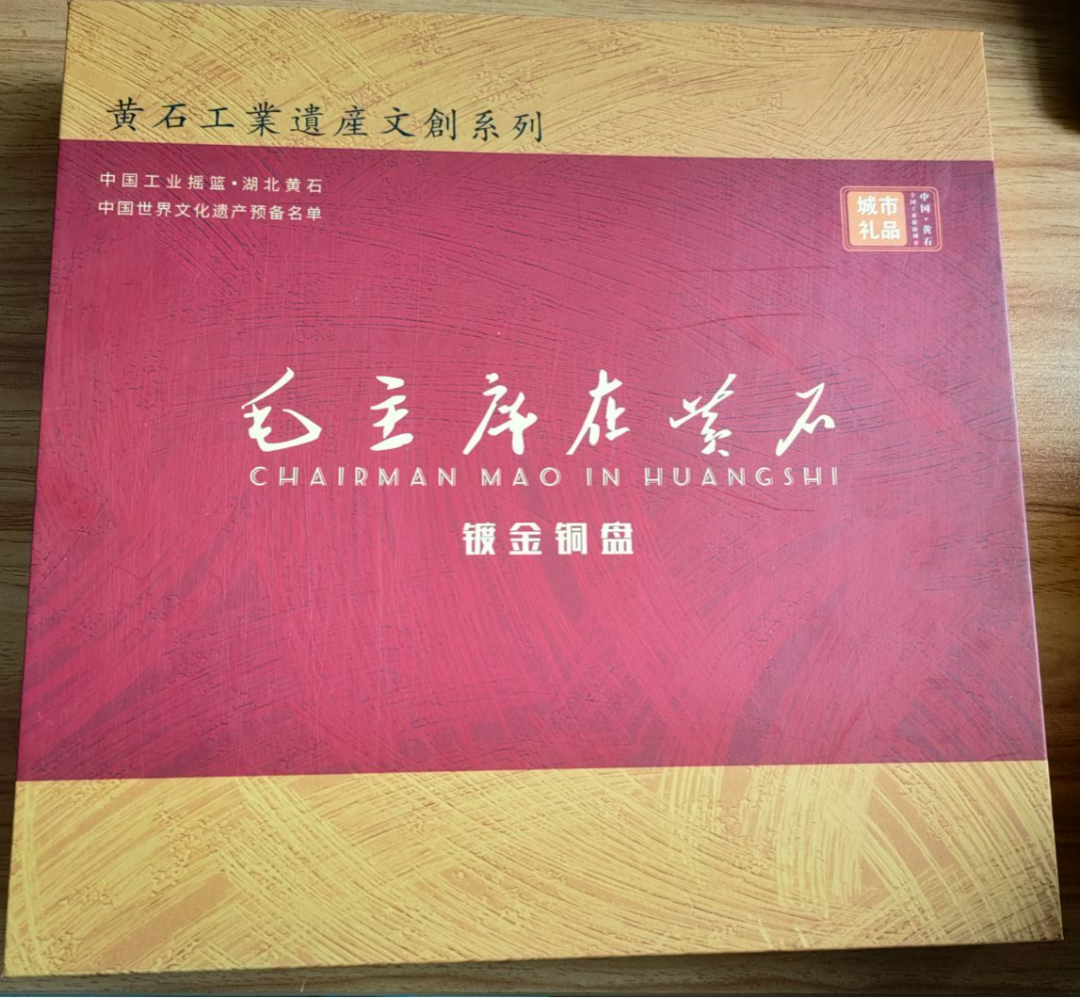 黄石工業遺産文創系列
中国工业摇篮·湖北黄石
中国世界文化遗产预备名单
城市
礼品
中国·黄石
毛主席在黄石
CHAIRMAN MAO IN HUANGSHI
镀金铜盘